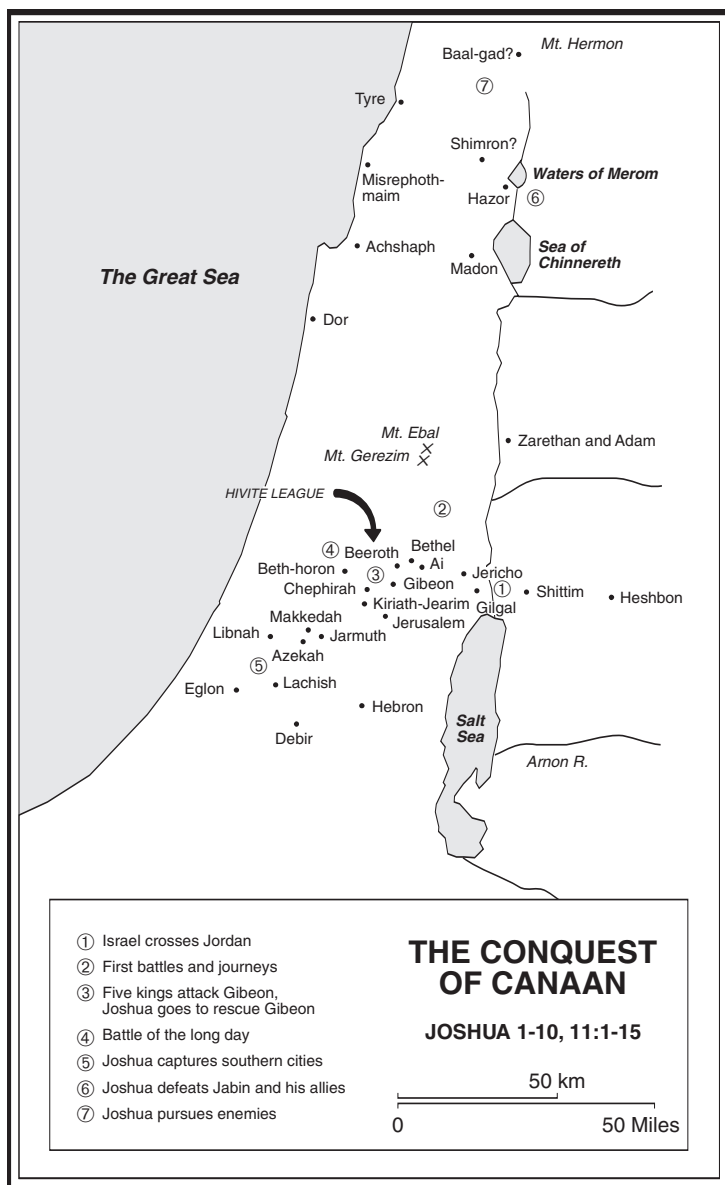 Baal-gad?
Mt. Hermon
⑦
Tyre
Shimron?
Misrephoth-
maim
Waters of Merom
Hazor
⑥
Achshaph
Sea of
Chinnereth
Madon
The Great Sea
Dor
Mt. Ebal
Mt. Gerezim
Zarethan and Adam
HIVITE LEAGUE
②
④
Beeroth
Bethel
Beth-horon
③
Ai
Jericho
Chephirah
Gibeon
①
Shittim
Heshbon
Kiriath-Jearim
Gilgal
Makkedah
Jerusalem
Libnah
Jarmuth
Azekah
⑤
Eglon
Lachish
Hebron
Salt
Sea
Debir
Arnon R.
① Israel crosses Jordan
② First battles and journeys
③ Five kings attack Gibeon,
Joshua goes to rescue Gibeon
④ Battle of the long day
⑤ Joshua captures southern cities
⑥ Joshua defeats Jabin and his allies
⑦ Joshua pursues enemies
THE CONQUEST
OF CANAAN
JOSHUA 1-10, 11:1-15
50 km
0 50 Miles